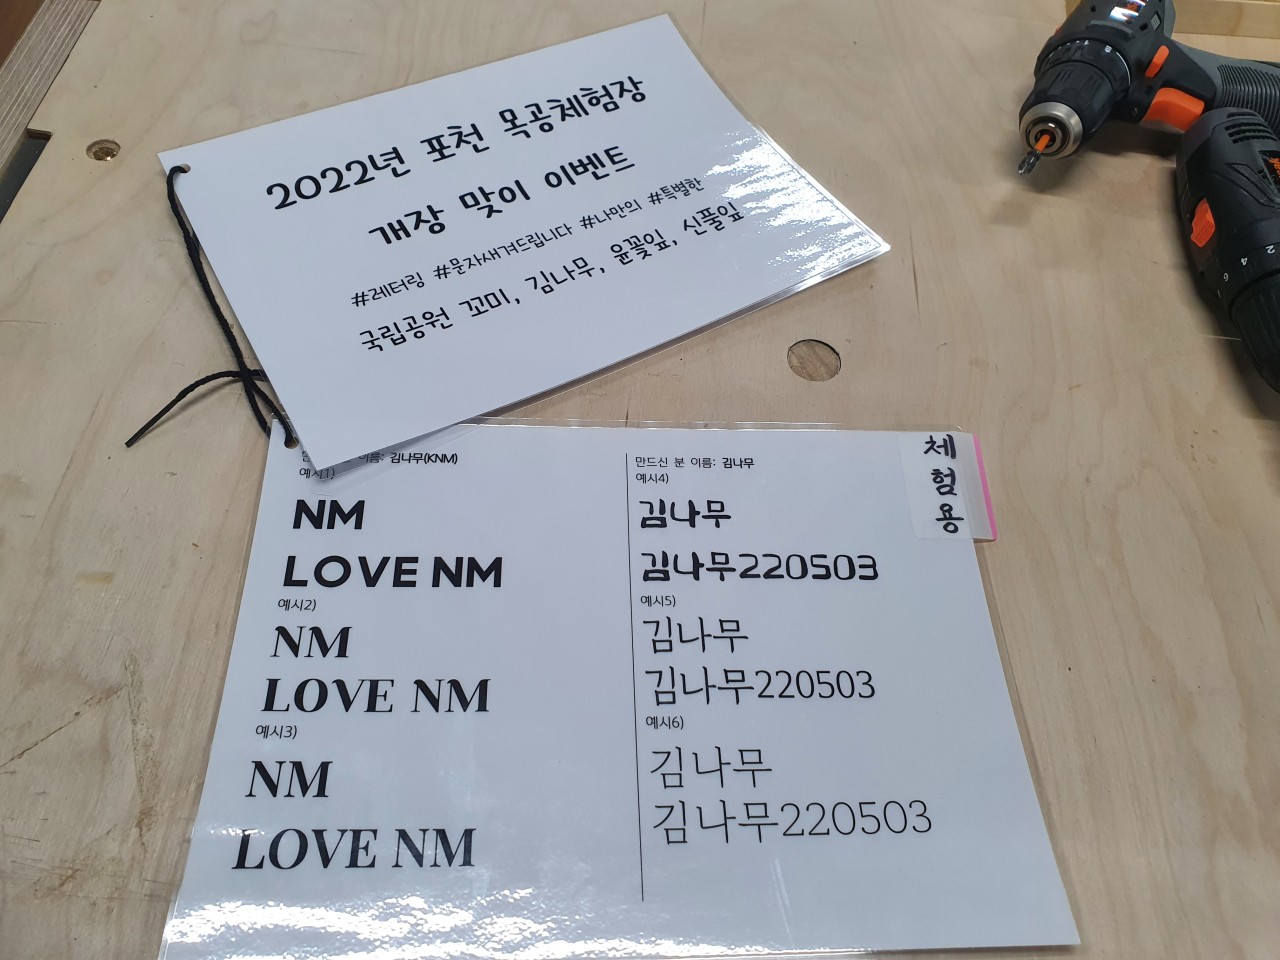 2022년 포천 목공체험장
개장 맞이 이벤트
#레터링 #문자새겨드립니다 #나만의 #특별한
국립공원 꼬미, 김나무, 윤꽃잎, 신풀잎
체험용
이름: 김나무(KNM)
예시1)
NM
LOVE NM
예시2)
NM
LOVE NM
예시3)
NM
LOVE NM
만드신 분 이름: 김나무
예시4)
김나무
김나무220503
예시5)
김나무
김나무220503
예시6)
김나무
김나무220503